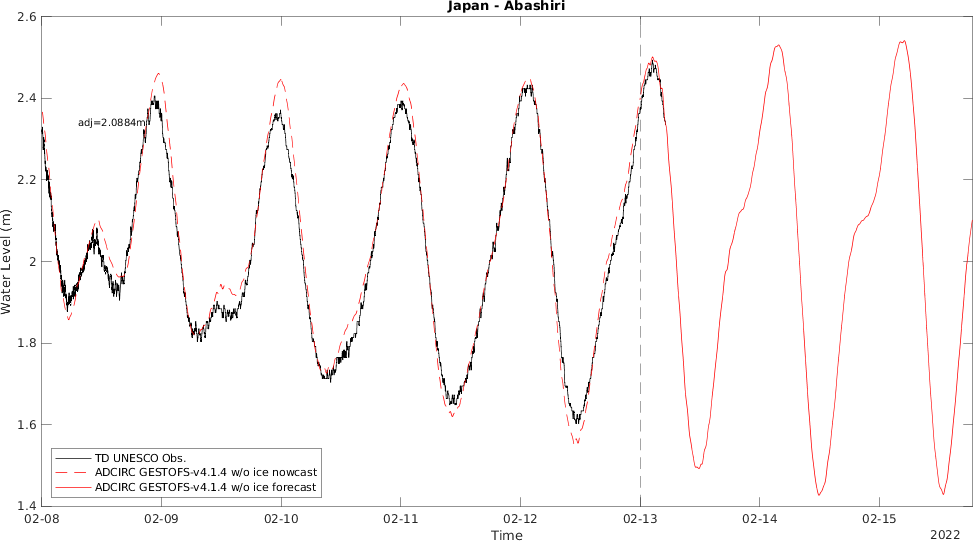 Japan - Abashiri
2.6
2.4
adj=2.0884m
2.2
2
1.8
1.6
1.4
Water Level (m)
TD UNESCO Obs.
ADCIRC GESTOFS-v4.1.4 w/o ice nowcast
ADCIRC GESTOFS-v4.1.4 w/o ice forecast
02-08 02-09 02-10 02-11 02-12 02-13 02-14 02-15
Time
2022